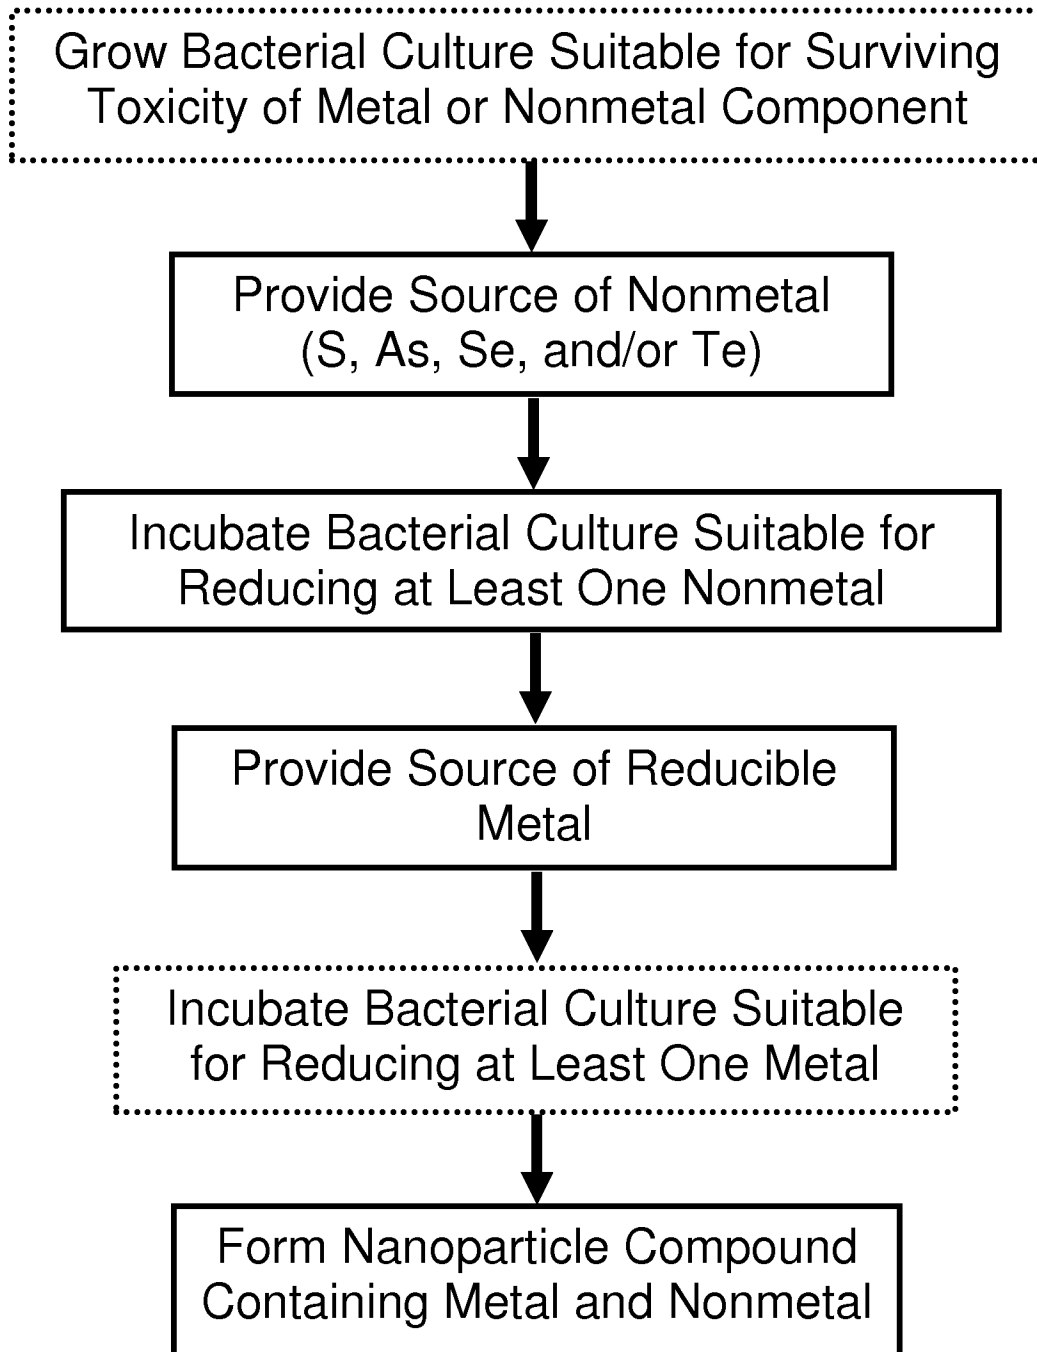 Grow Bacterial Culture Suitable for Surviving
Toxicity of Metal or Nonmetal Component
Provide Source of Nonmetal
(S, As, Se, and/or Te)
Incubate Bacterial Culture Suitable for
Reducing at Least One Nonmetal
Provide Source of Reducible
Metal
Incubate Bacterial Culture Suitable
for Reducing at Least One Metal
Form Nanoparticle Compound
Containing Metal and Nonmetal